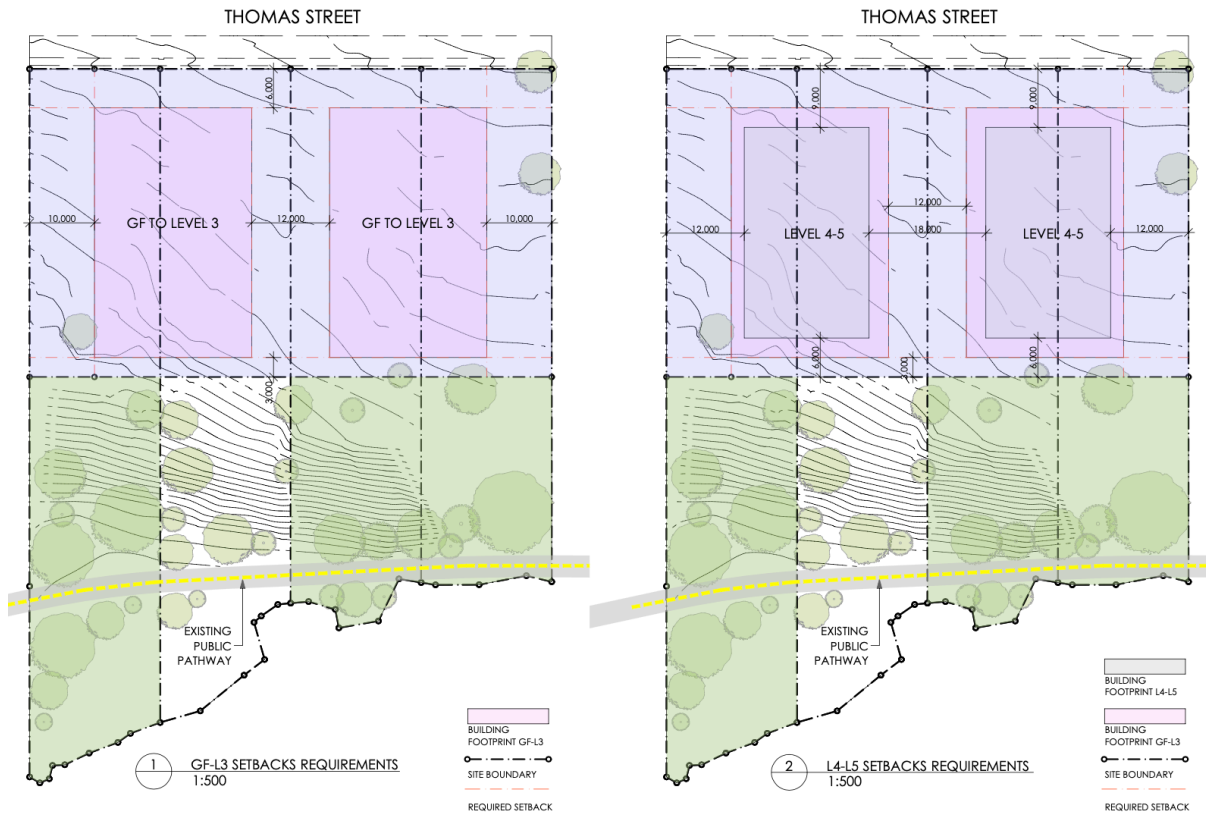 THOMAS STREET
6,000
10,000
GF TO LEVEL 3
12,000
GF TO LEVEL 3
10,000
3,000
EXISTING
PUBLIC
PATHWAY
BUILDING
FOOTPRINT GF-L3
SITE BOUNDARY
REQUIRED SETBACK
1
GF-L3 SETBACKS REQUIREMENTS
1:500
THOMAS STREET
9,000
9,000
12,000
12,000
LEVEL 4-5
18,000
LEVEL 4-5
12,000
6,000
3,000
6,000
EXISTING
PUBLIC
PATHWAY
BUILDING
FOOTPRINT L4-L5
BUILDING
FOOTPRINT GF-L3
SITE BOUNDARY
REQUIRED SETBACK
2
L4-L5 SETBACKS REQUIREMENTS
1:500